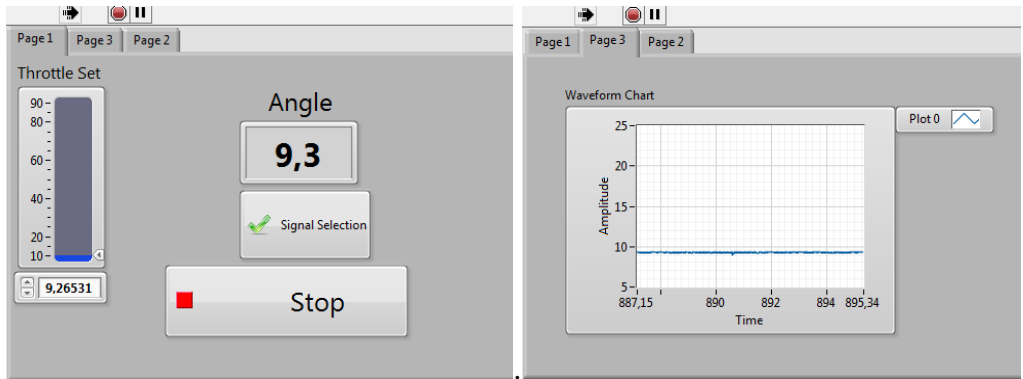 Page 1 Page 3 Page 2
Throttle Set
90
80
60
40
20
10
9,26531
Angle
9,3
Signal Selection
Stop
.
Page 1 Page 3 Page 2
Waveform Chart
Plot 0
25
20
15
10
5
Amplitude
887,15 890 892 894 895,34
Time